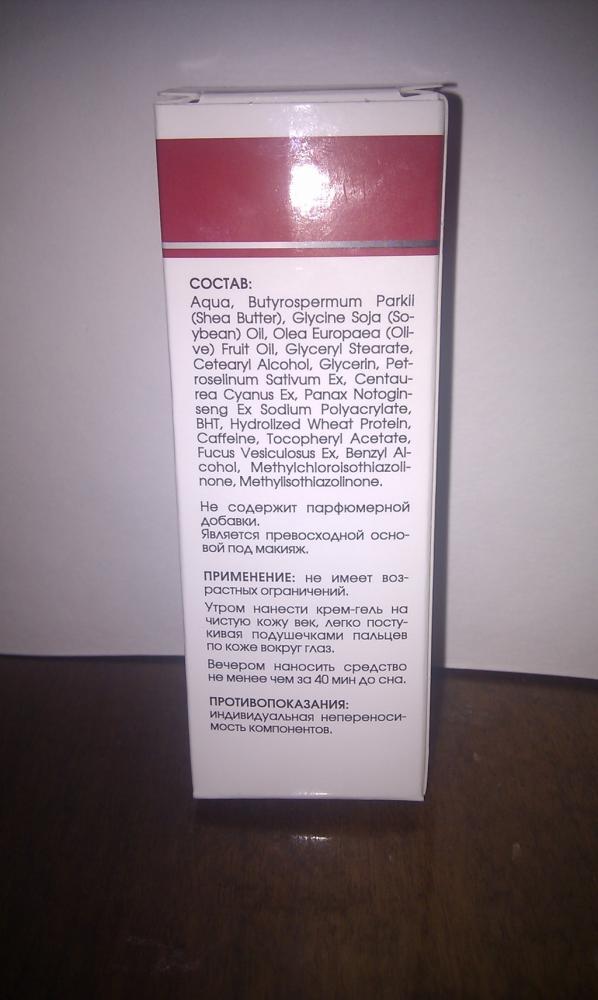 СОСТАВ:
Aqua, Butyrospermum Parkii
(Shea Butter), Glycine Soja (So-
ybean) Oil, Olea Europaea (Oli-
ve) Fruit Oil, Glyceryl Stearate,
Cetearyl Alcohol, Glycerin, Pet-
roselinum Sativum Ex, Centau-
rea Cyanus Ex, Panax Notogin-
seng Ex Sodium Polyacrylate,
BHT, Hydrolized Wheat Protein,
Caffeine, Tocopheryl Acetate,
Fucus Vesiculosus Ex, Benzyl Al-
cohol, Methylchloroisothiazoli-
none, Methylisothiazolinone.
Не содержит парфюмерной
добавки.
Является превосходной осно-
вой под макияж.
ПРИМЕНЕНИЕ: не имеет воз-
растных ограничений.
Утром нанести крем-гель на
чистую кожу век, легко посту-
кивая подушечками пальцев
по коже вокруг глаз.
Вечером наносить средство
не менее чем за 40 мин до сна.
ПРОТИВОПОКАЗАНИЯ:
индивидуальная непереноси-
мость компонентов.